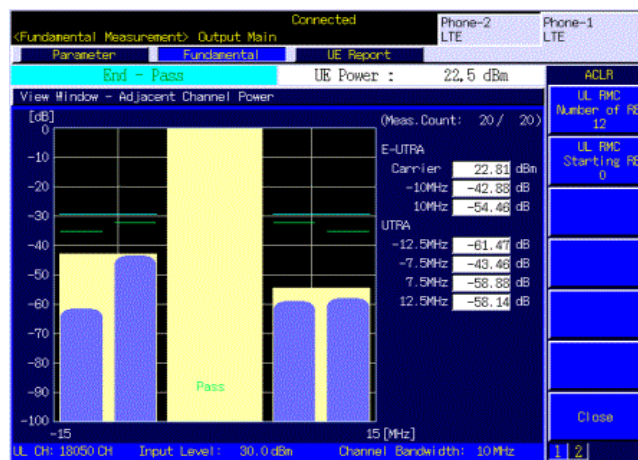 Connected
Phone-2
LTE
Phone-1
LTE
<Fundamental Measurement> Output Main
Parameter
Fundamental
UE Report
End - Pass
UE Power :
22.5 dBm
ACLR
View Window - Adjacent Channel Power
UL RMC
Number of RB
12
UL RMC
Starting RB
0
[dB]
(Meas.Count: 20/ 20)
0
-10
-20
-30
-40
-50
-60
-70
-80
-90
-100
E-UTRA
Carrier 22.81 dBm
-10MHz -42.88 dB
10MHz -54.46 dB
UTRA
-12.5MHz -61.47 dB
-7.5MHz -43.46 dB
7.5MHz -58.88 dB
12.5MHz -58.14 dB
Pass
-15
15 [MHz]
Close
UL CH: 18050 CH Input Level: 30.0 dBm Channel Bandwidth: 10 MHz
1 2